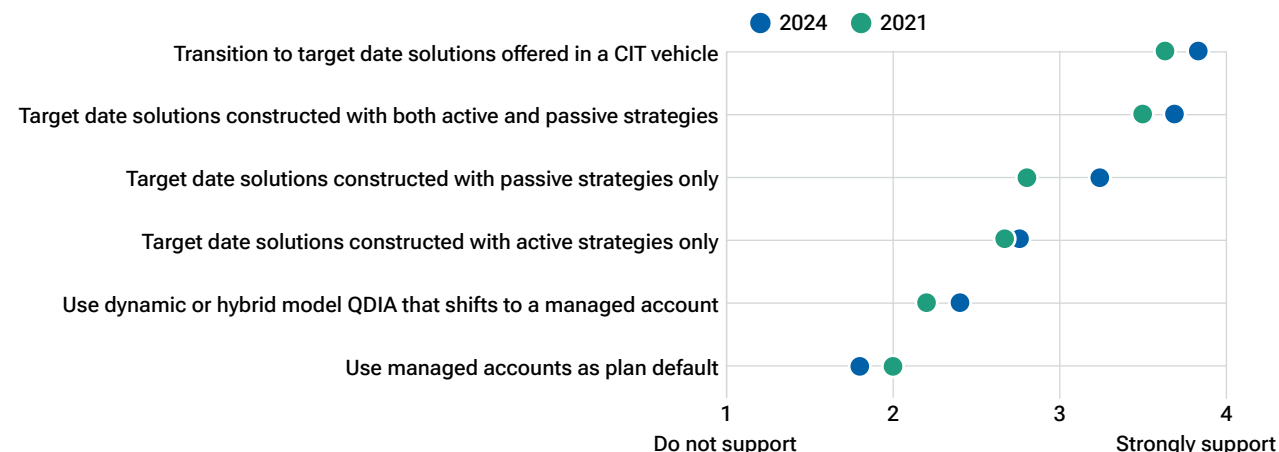 2024 2021
Transition to target date solutions offered in a CIT vehicle
Target date solutions constructed with both active and passive strategies
Target date solutions constructed with passive strategies only
Target date solutions constructed with active strategies only
Use dynamic or hybrid model QDIA that shifts to a managed account
Use managed accounts as plan default
1 2 3 4
Do not support Strongly support